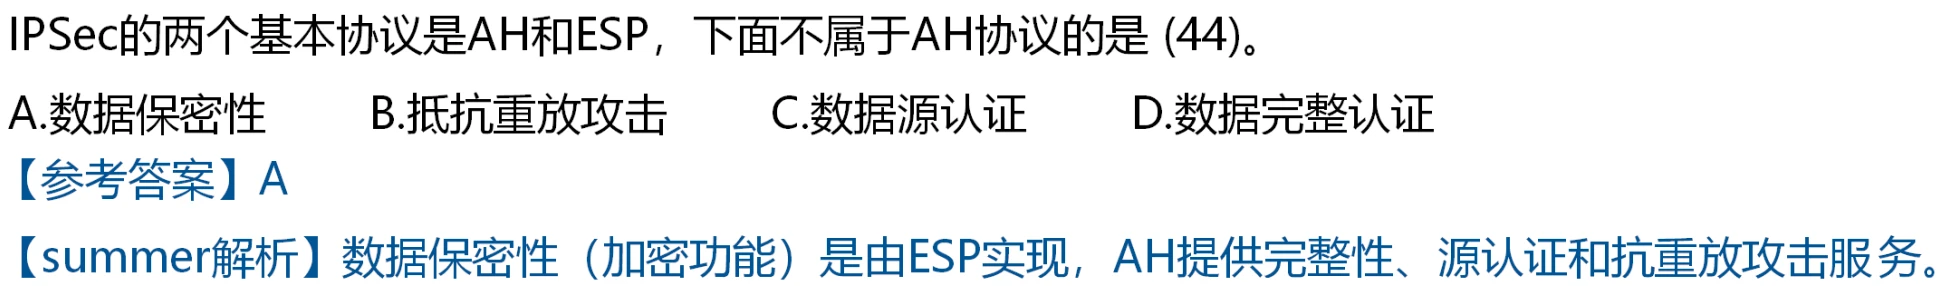 IPSec的两个基本协议是AH和ESP，下面不属于AH协议的是 (44)。
A.数据保密性 B.抵抗重放攻击 C.数据源认证 D.数据完整认证
【参考答案】A
【summer解析】数据保密性（加密功能）是由ESP实现，AH提供完整性、源认证和抗重放攻击服务。